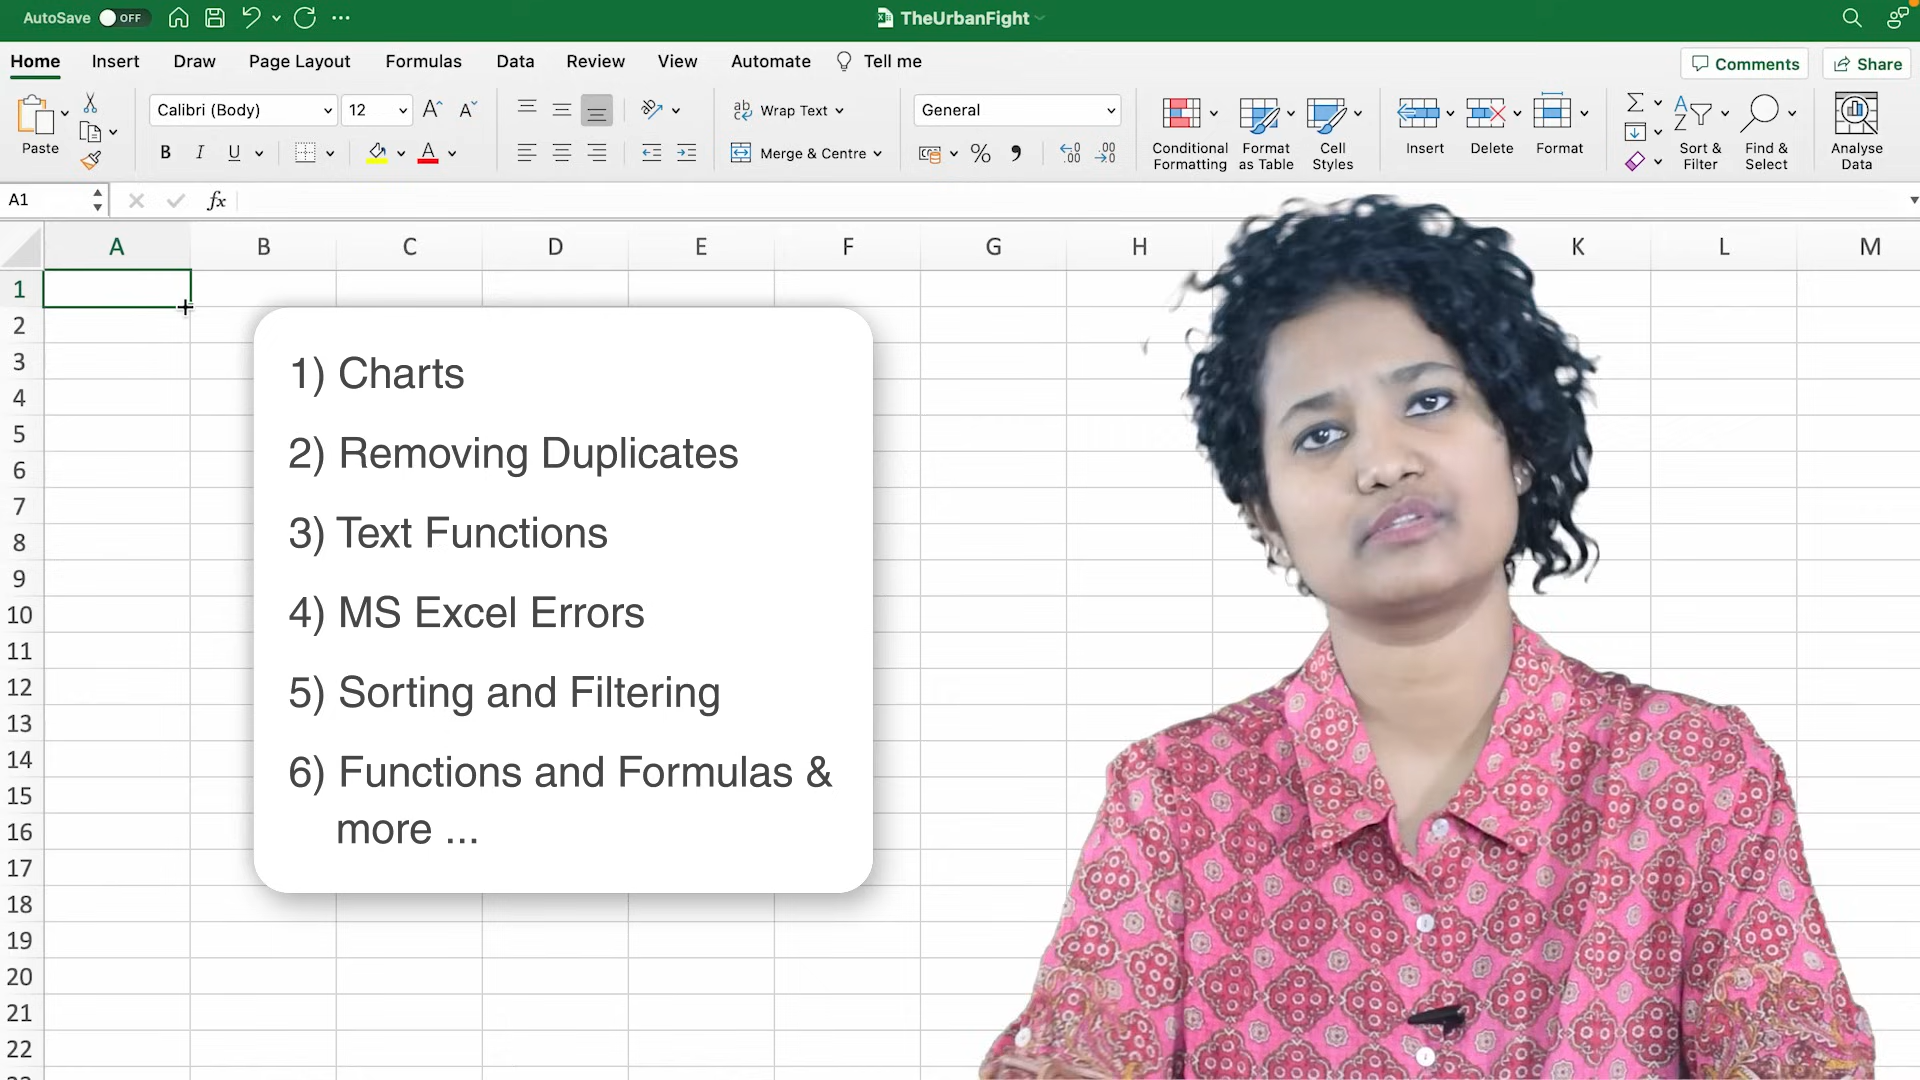 AutoSave OFF
TheUrbanFight
Home Insert Draw Page Layout Formulas Data Review View Automate Tell me
Comments Share
Paste
Calibri (Body) 12
B I U A
ab Wrap Text
Merge & Centre
General
% 9
Conditional Formatting
Format as Table
Cell Styles
Insert
Delete
Format
Sort & Filter
Find & Select
Analyse Data
A1 fx
A B C D E F G H K L M
1
2
3
4
5
6
7
8
9
10
11
12
13
14
15
16
17
18
19
20
21
22
1) Charts
2) Removing Duplicates
3) Text Functions
4) MS Excel Errors
5) Sorting and Filtering
6) Functions and Formulas &
more ...